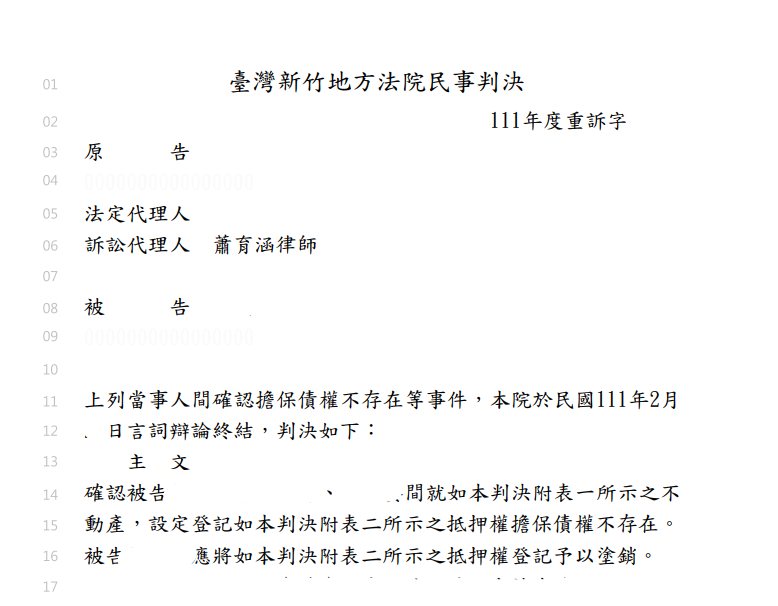 01 臺灣新竹地方法院民事判決
02 111年度重訴字
03 原 告
04
05 法定代理人
06 訴訟代理人 蕭育涵律師
07
08 被 告
09
10
11 上列當事人間確認擔保債權不存在等事件，本院於民國111年2月
12 日言詞辯論終結，判決如下：
13 主 文
14 確認被告 、 間就如本判決附表一所示之不
15 動產，設定登記如本判決附表二所示之抵押權擔保債權不存在。
16 被告 應將如本判決附表二所示之抵押權登記予以塗銷。
17